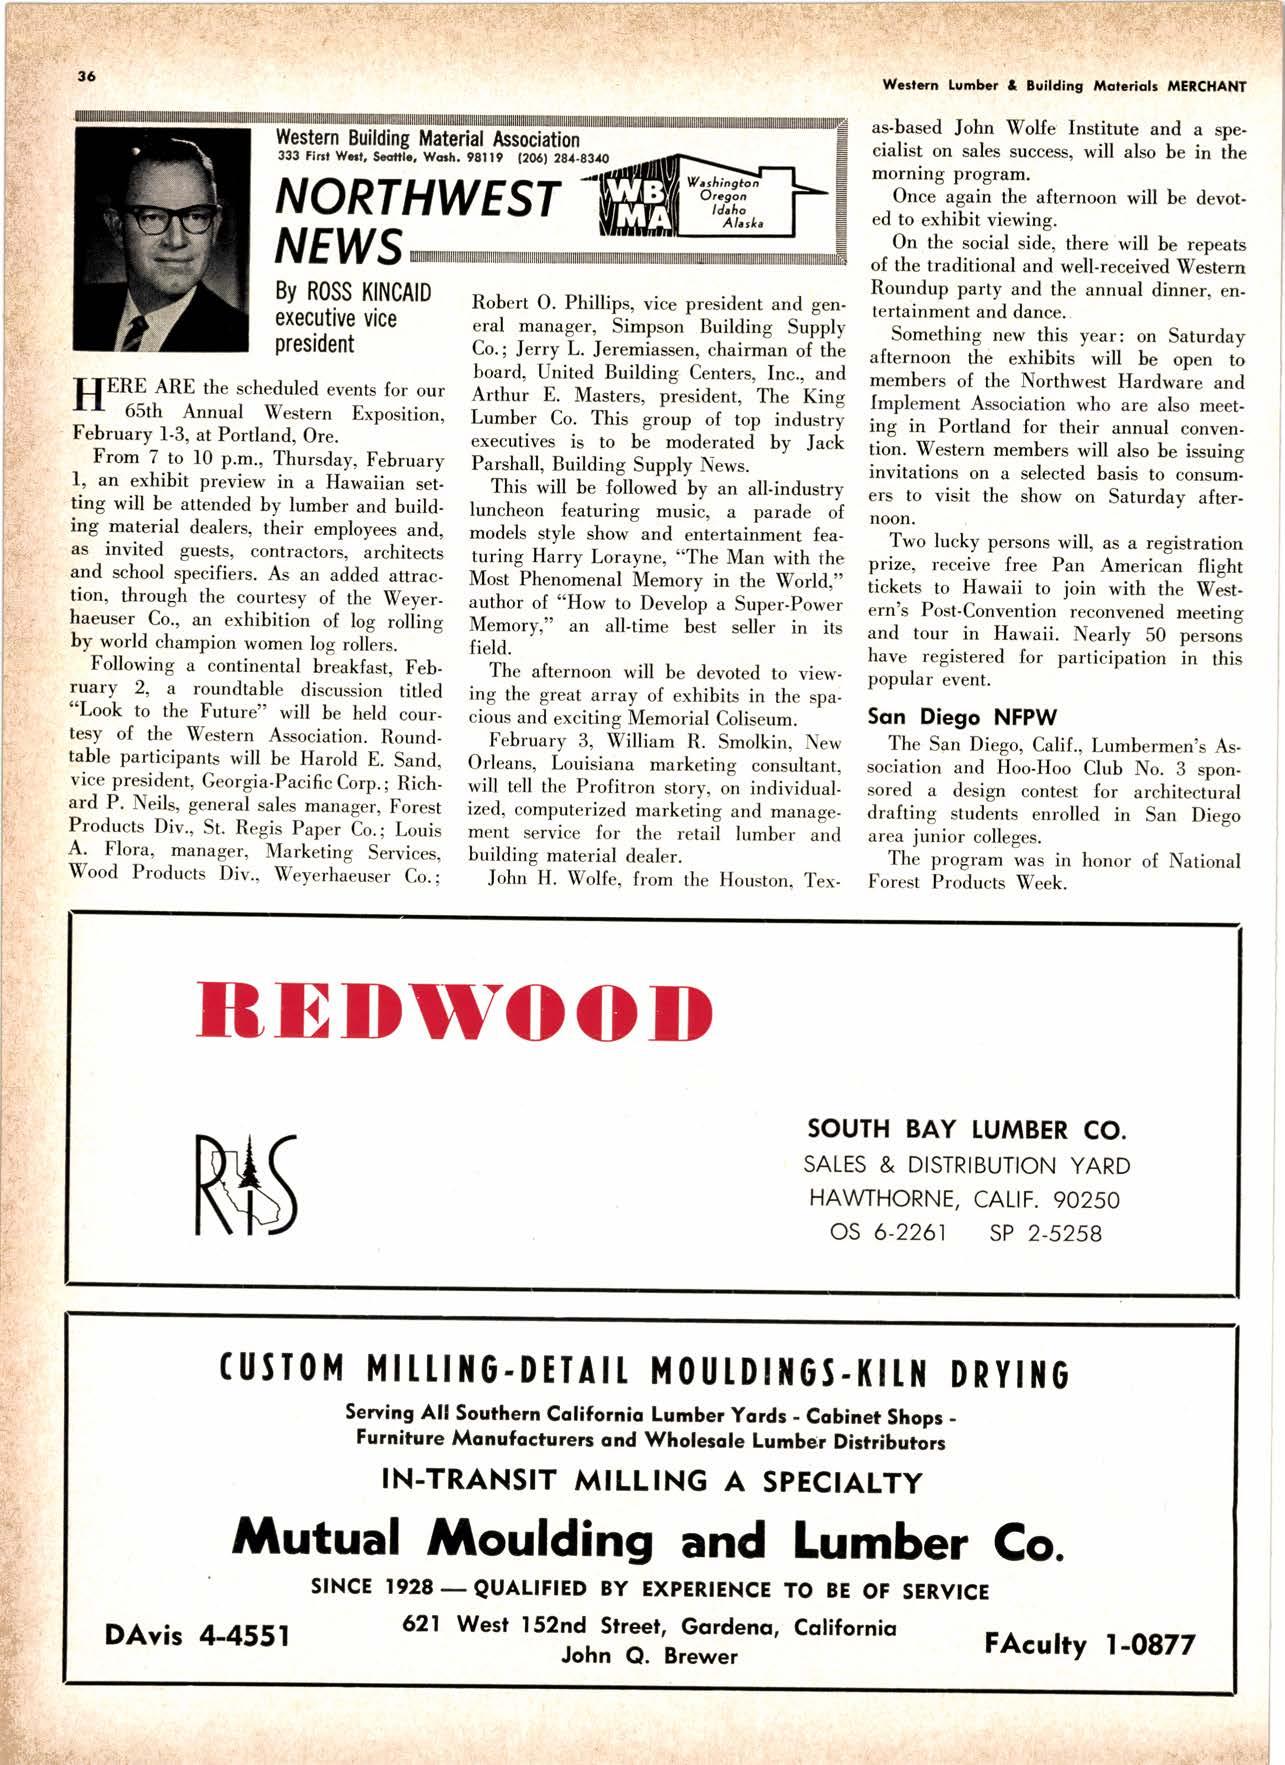 36
Western Lumber & Building Materials MERCHANT
Western Building Material Association
333 First West, Seattle, Wash. 98119 (206) 284-8340
NORTHWEST
NEWS
WB
MA
Washington
Oregon
Idaho
Alaska
By ROSS KINCAID
executive vice
president
HERE ARE the scheduled events for our
65th Annual Western Exposition,
February 1-3, at Portland, Ore.
From 7 to 10 p.m., Thursday, February
1, an exhibit preview in a Hawaiian set-
ting will be attended by lumber and build-
ing material dealers, their employees and,
as invited guests, contractors, architects
and school specifiers. As an added attrac-
tion, through the courtesy of the Weyer-
haeuser Co., an exhibition of log rolling
by world champion women log rollers.
Following a continental breakfast, Feb-
ruary 2, a roundtable discussion titled
“Look to the Future” will be held cour-
tesy of the Western Association. Round-
table participants will be Harold E. Sand,
vice president, Georgia-Pacific Corp.; Rich-
ard P. Neils, general sales manager, Forest
Products Div., St. Regis Paper Co.; Louis
A. Flora, manager, Marketing Services,
Wood Products Div., Weyerhaeuser Co.;
Robert O. Phillips, vice president and gen-
eral manager, Simpson Building Supply
Co.; Jerry L. Jeremiassen, chairman of the
board, United Building Centers, Inc., and
Arthur E. Masters, president, The King
Lumber Co. This group of top industry
executives is to be moderated by Jack
Parshall, Building Supply News.
This will be followed by an all-industry
luncheon featuring music, a parade of
models style show and entertainment fea-
turing Harry Lorayne, “The Man with the
Most Phenomenal Memory in the World,”
author of “How to Develop a Super-Power
Memory,” an all-time best seller in its
field.
The afternoon will be devoted to view-
ing the great array of exhibits in the spa-
cious and exciting Memorial Coliseum.
February 3, William R. Smolkin, New
Orleans, Louisiana marketing consultant,
will tell the Profitron story, on individual-
ized, computerized marketing and manage-
ment service for the retail lumber and
building material dealer.
John H. Wolfe, from the Houston, Tex-
as-based John Wolfe Institute and a spe-
cialist on sales success, will also be in the
morning program.
Once again the afternoon will be devot-
ed to exhibit viewing.
On the social side, there will be repeats
of the traditional and well-received Western
Roundup party and the annual dinner, en-
tertainment and dance.
Something new this year: on Saturday
afternoon the exhibits will be open to
members of the Northwest Hardware and
Implement Association who are also meet-
ing in Portland for their annual conven-
tion. Western members will also be issuing
invitations on a selected basis to consum-
ers to visit the show on Saturday after-
noon.
Two lucky persons will, as a registration
prize, receive free Pan American flight
tickets to Hawaii to join with the West-
ern's Post-Convention reconvened meeting
and tour in Hawaii. Nearly 50 persons
have registered for participation in this
popular event.
San Diego NFPW
The San Diego, Calif., Lumbermen's As-
sociation and Hoo-Hoo Club No. 3 spon-
sored a design contest for architectural
drafting students enrolled in San Diego
area junior colleges.
The program was in honor of National
Forest Products Week.
REDWOOD
RIS
SOUTH BAY LUMBER CO.
SALES & DISTRIBUTION YARD
HAWTHORNE, CALIF. 90250
OS 6-2261 SP 2-5258
CUSTOM MILLING-DETAIL MOULDINGS-KILN DRYING
Serving All Southern California Lumber Yards - Cabinet Shops -
Furniture Manufacturers and Wholesale Lumber Distributors
IN-TRANSIT MILLING A SPECIALTY
Mutual Moulding and Lumber Co.
SINCE 1928 — QUALIFIED BY EXPERIENCE TO BE OF SERVICE
DAvis 4-4551
621 West 152nd Street, Gardena, California
John Q. Brewer
FAculty 1-0877